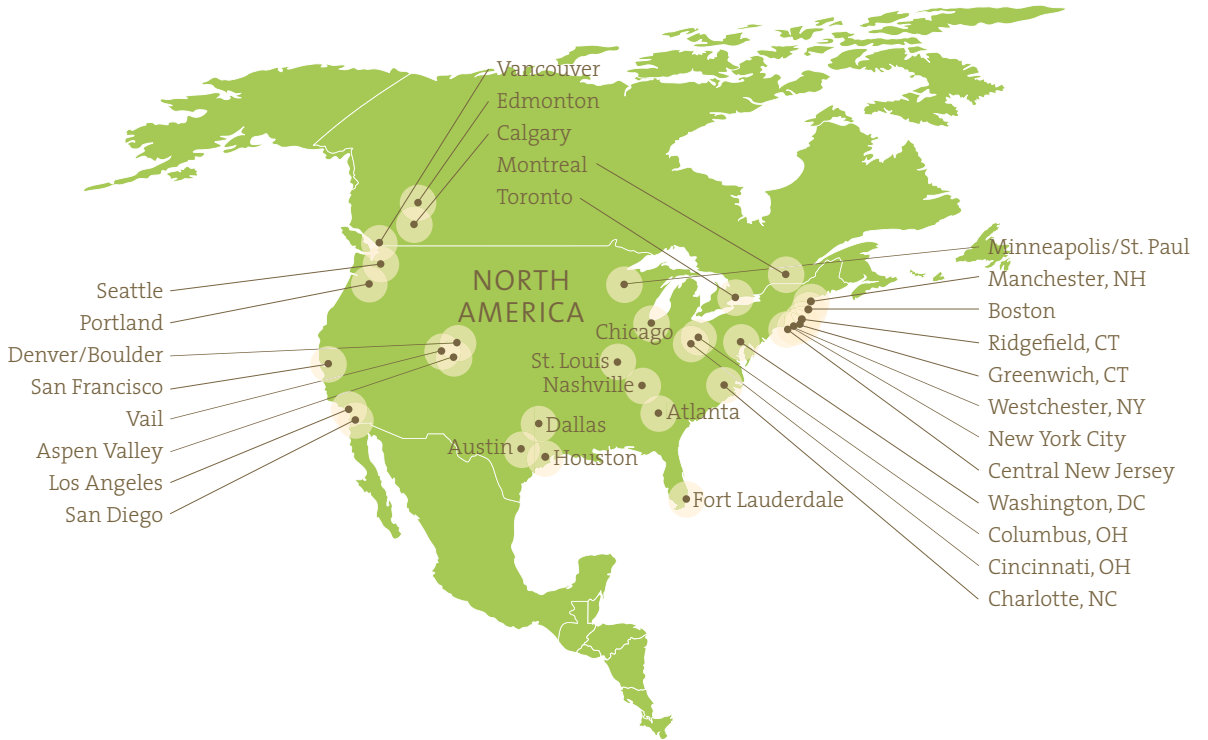 Vancouver
Edmonton
Calgary
Montreal
Toronto
Seattle
Portland
Denver/Boulder
San Francisco
Vail
Aspen Valley
Los Angeles
San Diego
NORTH
AMERICA
Chicago
St. Louis
Nashville
Atlanta
Dallas
Austin
Houston
Fort Lauderdale
Minneapolis/St. Paul
Manchester, NH
Boston
Ridgefield, CT
Greenwich, CT
Westchester, NY
New York City
Central New Jersey
Washington, DC
Columbus, OH
Cincinnati, OH
Charlotte, NC